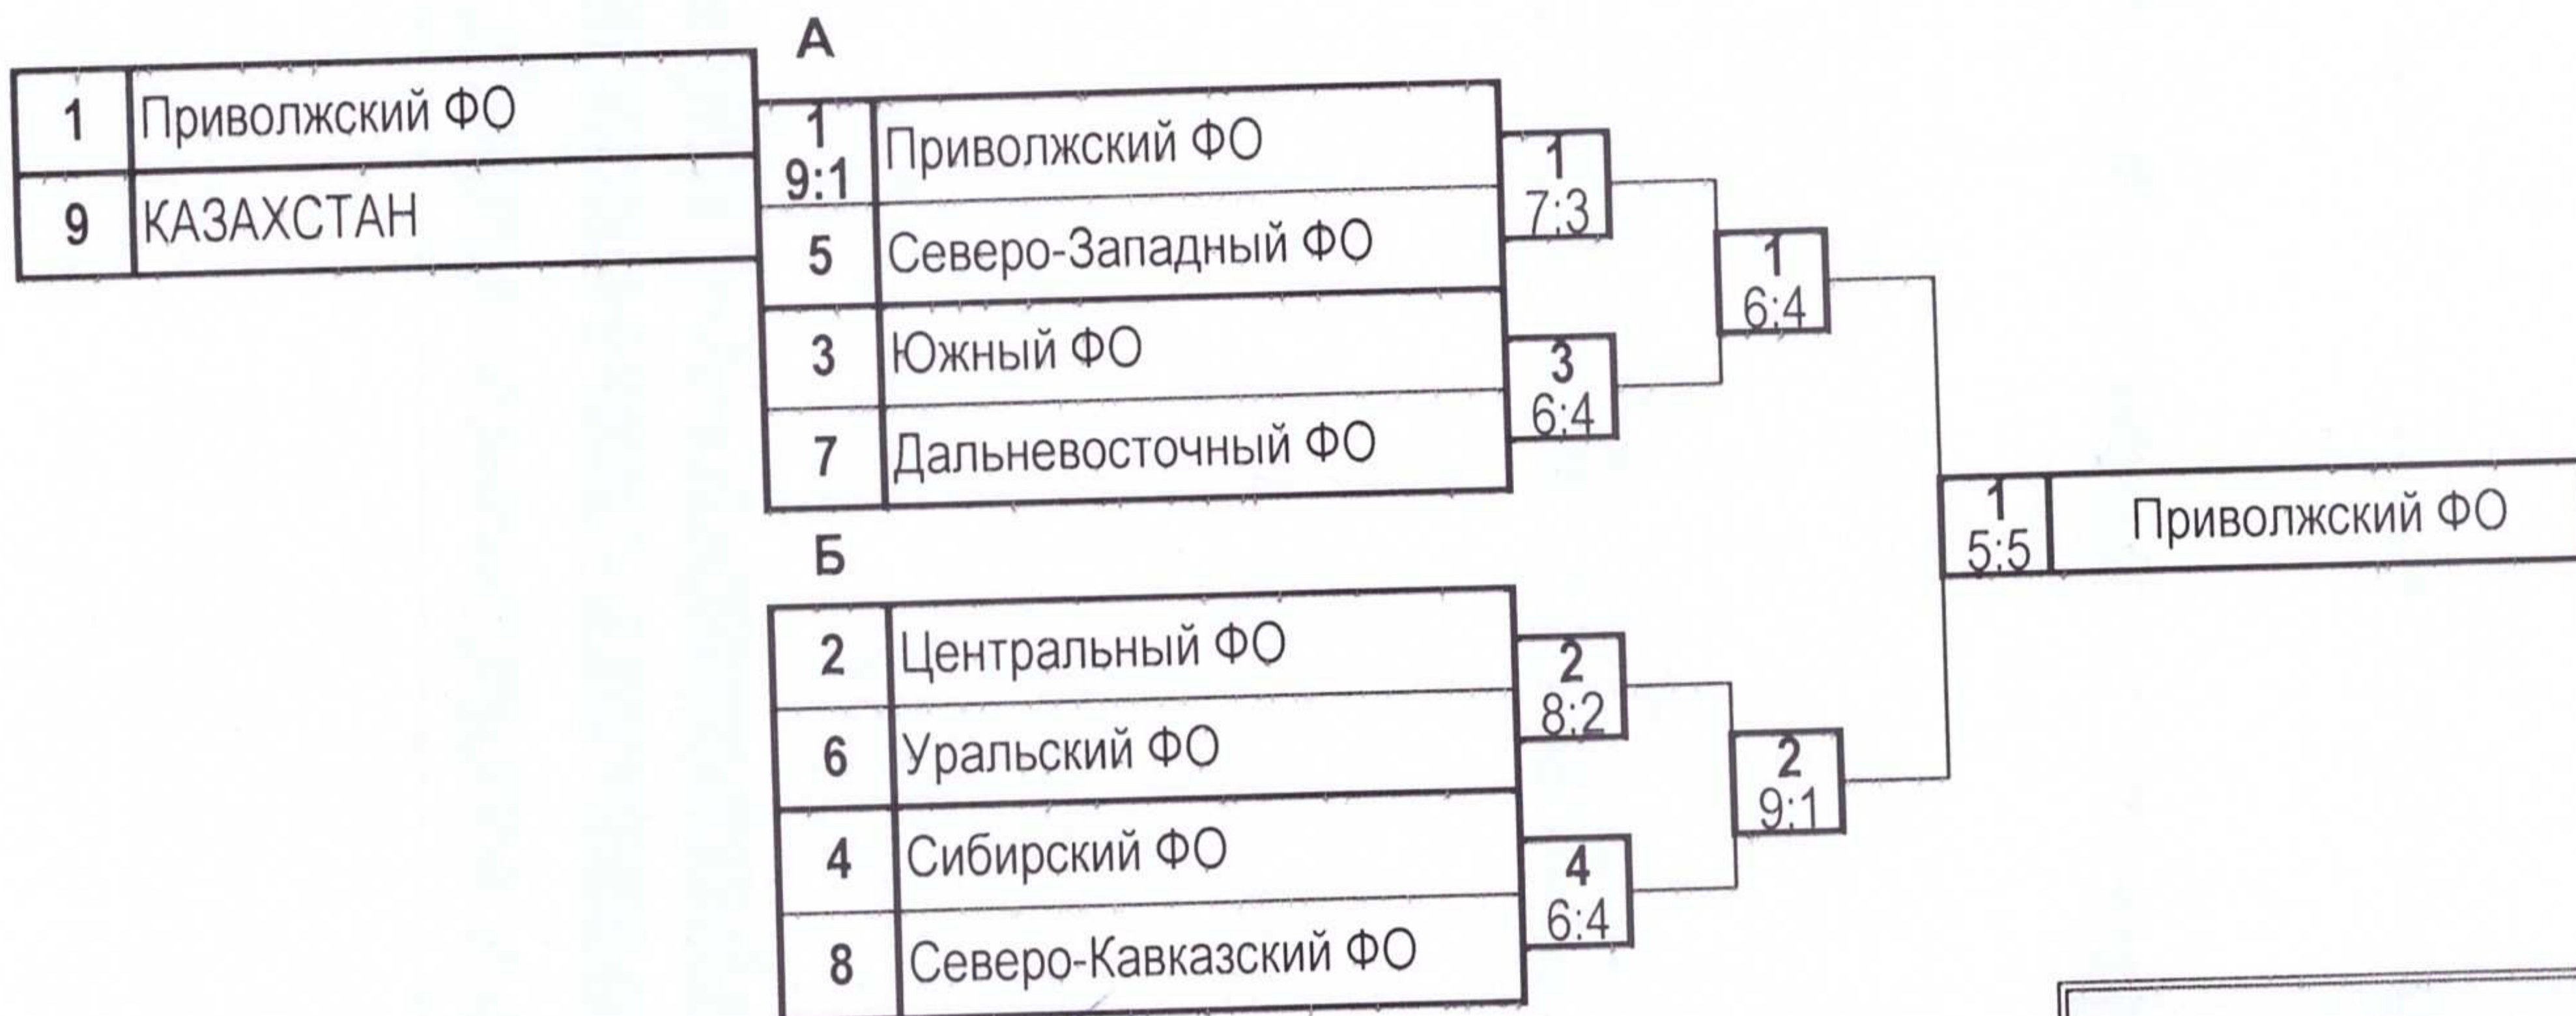 А
1 Приволжский ФО
9 КАЗАХСТАН
1
9:1
Приволжский ФО
5 Северо-Западный ФО
3 Южный ФО
7 Дальневосточный ФО
1
7:3
3
6:4
1
6:4
Б
2 Центральный ФО
6 Уральский ФО
4 Сибирский ФО
8 Северо-Кавказский ФО
2
8:2
4
6:4
2
9:1
1
5:5
Приволжский ФО